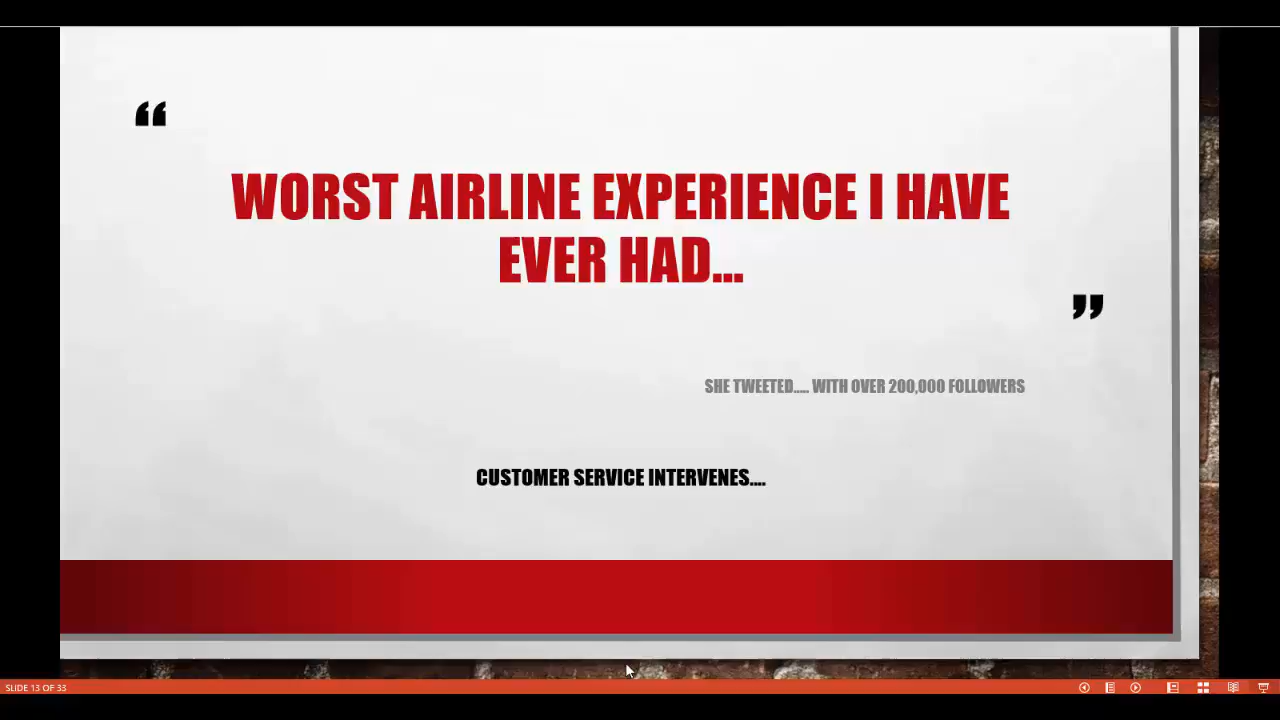 “
WORST AIRLINE EXPERIENCE I HAVE
EVER HAD...
”
SHE TWEETED..... WITH OVER 200,000 FOLLOWERS
CUSTOMER SERVICE INTERVENES....
SLIDE 13 OF 33